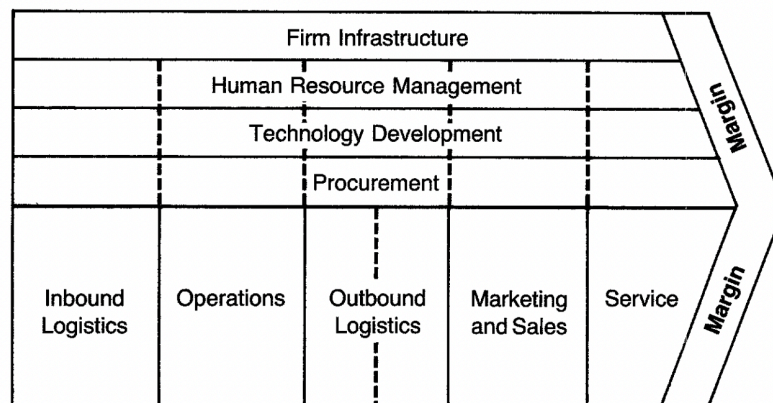 Firm Infrastructure
Human Resource Management
Technology Development
Procurement
Margin
Inbound
Logistics
Operations
Outbound
Logistics
Marketing
and Sales
Service
Margin